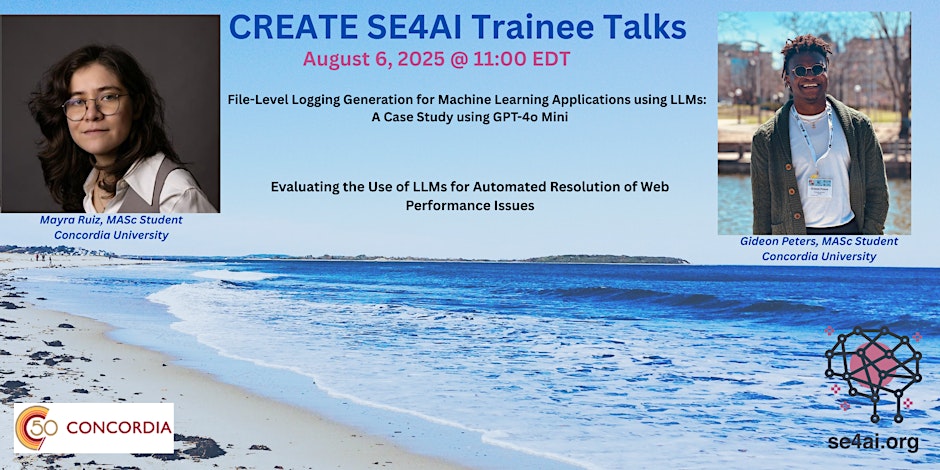 CREATE SE4AI Trainee Talks
August 6, 2025 @ 11:00 EDT
File-Level Logging Generation for Machine Learning Applications using LLMs:
A Case Study using GPT-4o Mini
Evaluating the Use of LLMs for Automated Resolution of Web
Performance Issues
Mayra Ruiz, MASc Student
Concordia University
Gideon Peters, MASc Student
Concordia University
50 CONCORDIA
se4ai.org